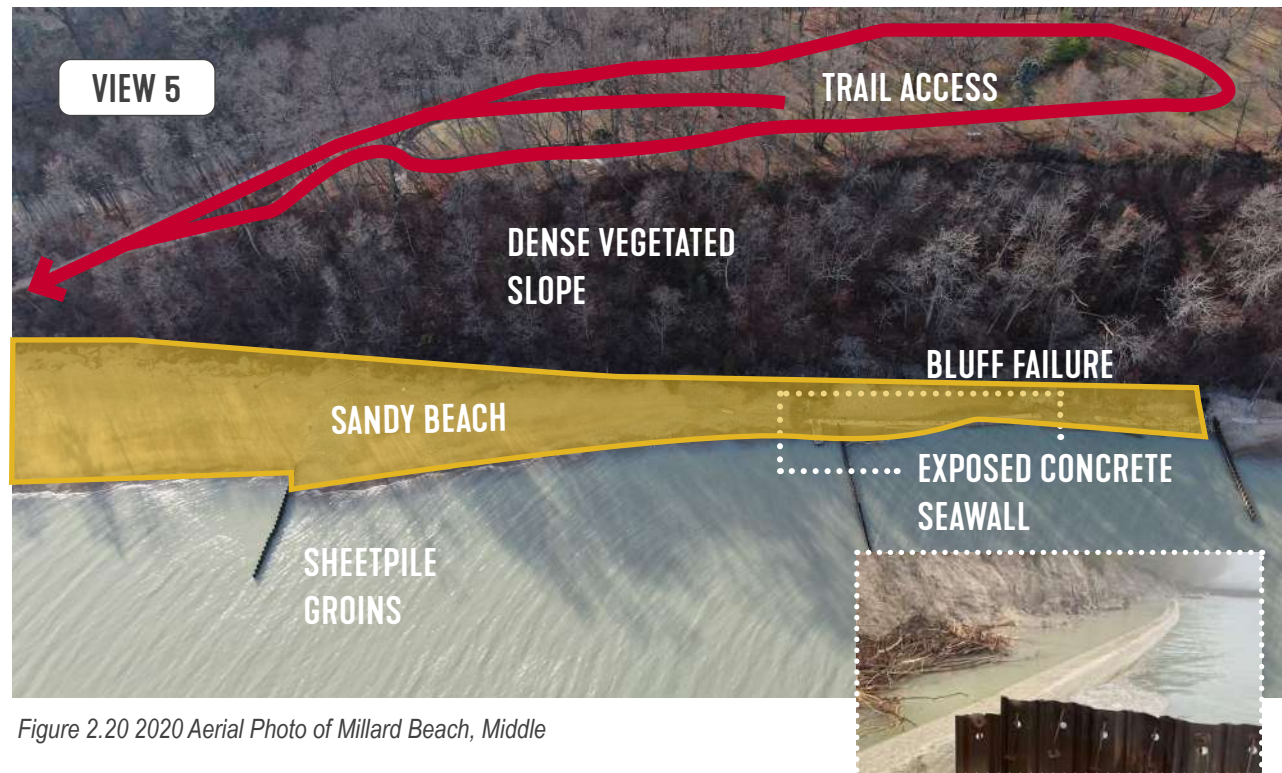 VIEW 5
TRAIL ACCESS
DENSE VEGETATED
SLOPE
BLUFF FAILURE
SANDY BEACH
EXPOSED CONCRETE
SEAWALL
SHEETPILE
GROINS
Figure 2.20 2020 Aerial Photo of Millard Beach, Middle